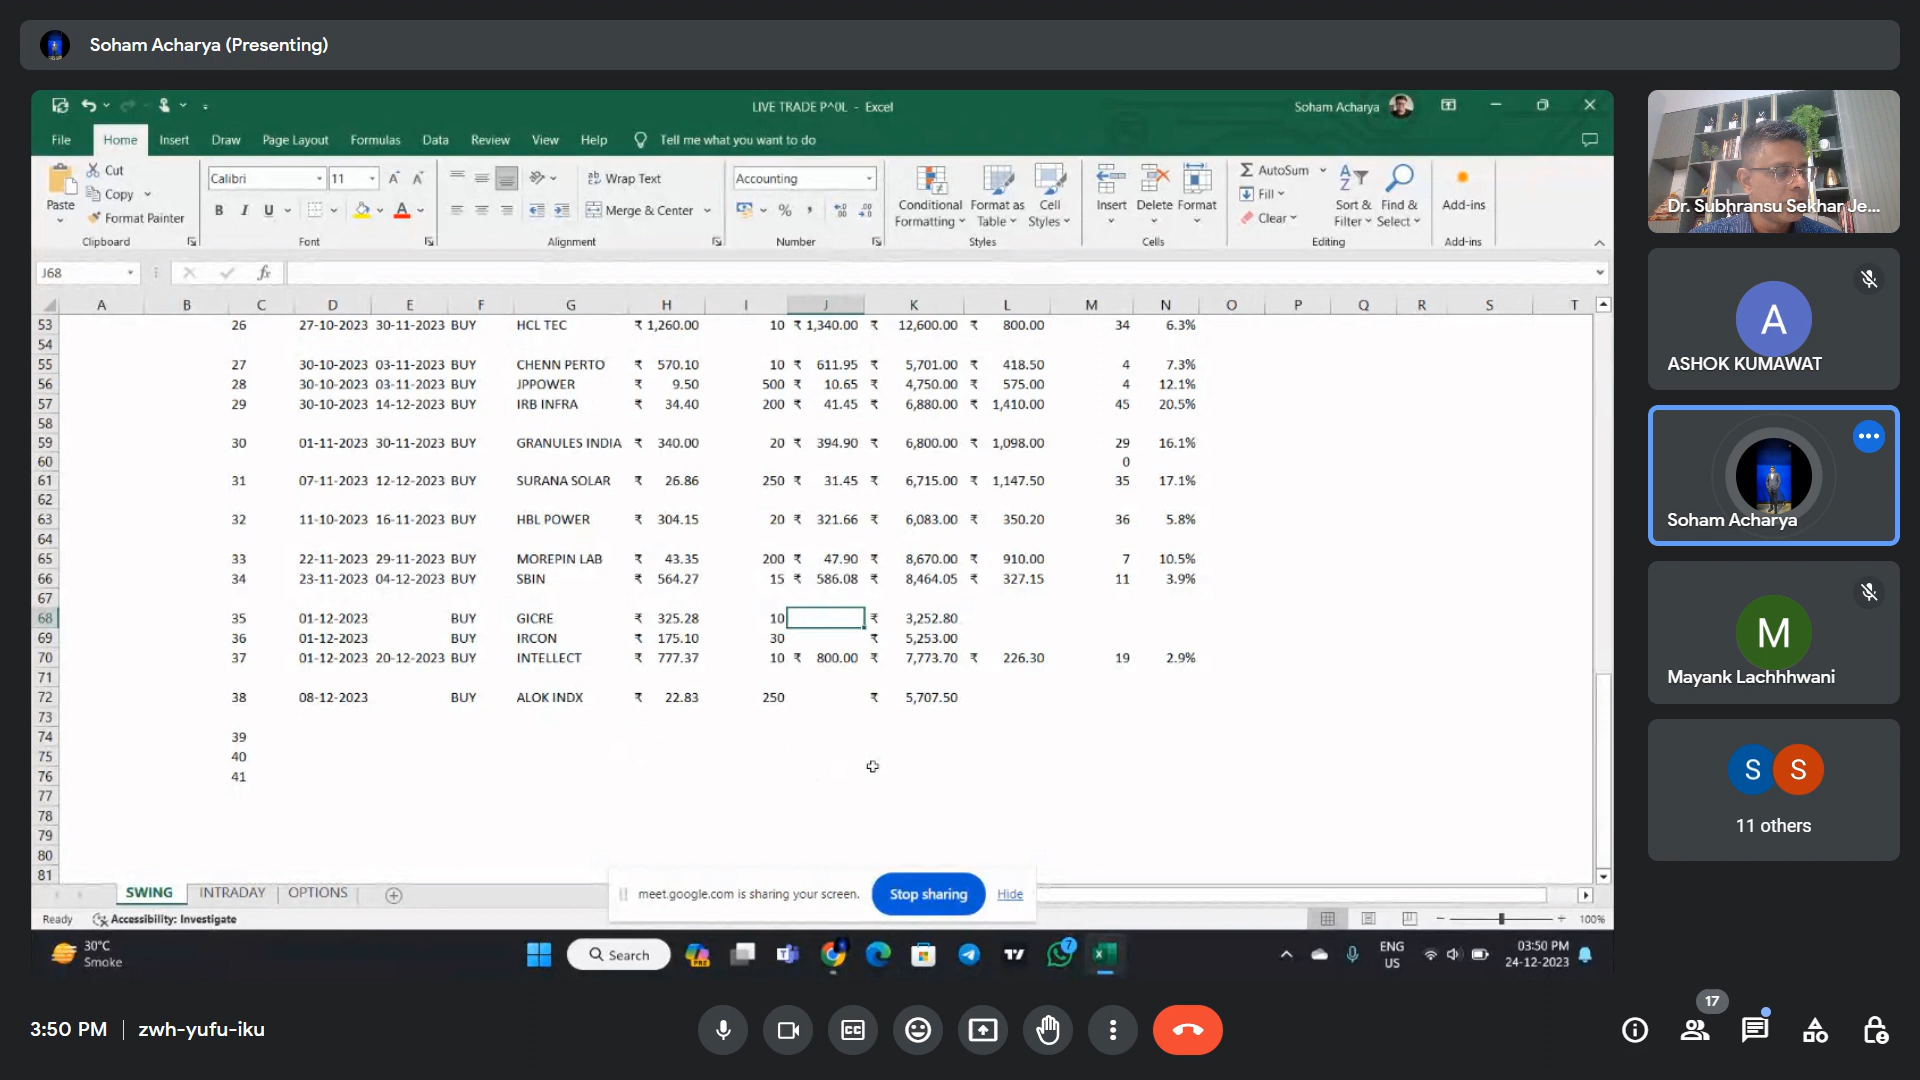 Soham Acharya (Presenting)
LIVE TRADE P^0L - Excel
Soham Acharya
File Home Insert Draw Page Layout Formulas Data Review View Help Tell me what you want to do
Paste
Cut
Copy
Format Painter
Clipboard
Calibri 11
B I U
Font
Wrap Text
Merge & Center
Alignment
Accounting
%
Number
Conditional Formatting
Format as Table
Cell Styles
Styles
Insert Delete Format
Cells
AutoSum
Fill
Clear
Sort & Filter
Find & Select
Editing
Add-ins
Add-ins
J68 fx
A B C D E F G H I J K L M N O P Q R S T
53 26 27-10-2023 30-11-2023 BUY HCL TEC ₹ 1,260.00 10 ₹ 1,340.00 ₹ 12,600.00 ₹ 800.00 34 6.3%
54
55 27 30-10-2023 03-11-2023 BUY CHENN PERTO ₹ 570.10 10 ₹ 611.95 ₹ 5,701.00 ₹ 418.50 4 7.3%
56 28 30-10-2023 03-11-2023 BUY JPPOWER ₹ 9.50 500 ₹ 10.65 ₹ 4,750.00 ₹ 575.00 4 12.1%
57 29 30-10-2023 14-12-2023 BUY IRB INFRA ₹ 34.40 200 ₹ 41.45 ₹ 6,880.00 ₹ 1,410.00 45 20.5%
58
59 30 01-11-2023 30-11-2023 BUY GRANULES INDIA ₹ 340.00 20 ₹ 394.90 ₹ 6,800.00 ₹ 1,098.00 29 16.1%
60 0
61 31 07-11-2023 12-12-2023 BUY SURANA SOLAR ₹ 26.86 250 ₹ 31.45 ₹ 6,715.00 ₹ 1,147.50 35 17.1%
62
63 32 11-10-2023 16-11-2023 BUY HBL POWER ₹ 304.15 20 ₹ 321.66 ₹ 6,083.00 ₹ 350.20 36 5.8%
64
65 33 22-11-2023 29-11-2023 BUY MOREPIN LAB ₹ 43.35 200 ₹ 47.90 ₹ 8,670.00 ₹ 910.00 7 10.5%
66 34 23-11-2023 04-12-2023 BUY SBIN ₹ 564.27 15 ₹ 586.08 ₹ 8,464.05 ₹ 327.15 11 3.9%
67
68 35 01-12-2023 BUY GICRE ₹ 325.28 10 ₹ 3,252.80
69 36 01-12-2023 BUY IRCON ₹ 175.10 30 ₹ 5,253.00
70 37 01-12-2023 20-12-2023 BUY INTELLECT ₹ 777.37 10 ₹ 800.00 ₹ 7,773.70 ₹ 226.30 19 2.9%
71
72 38 08-12-2023 BUY ALOK INDX ₹ 22.83 250 ₹ 5,707.50
73
74 39
75 40
76 41
77
78
79
80
81
SWING INTRADAY OPTIONS
meet.google.com is sharing your screen. Stop sharing Hide
Ready Accessibility: Investigate 100%
30°C
Smoke
Search
7
ENG
US
03:50 PM
24-12-2023
Dr. Subhransu Sekhar Je...
A
ASHOK KUMAWAT
Soham Acharya
M
Mayank Lachhhwani
S S
11 others
3:50 PM | zwh-yufu-iku
CC
17